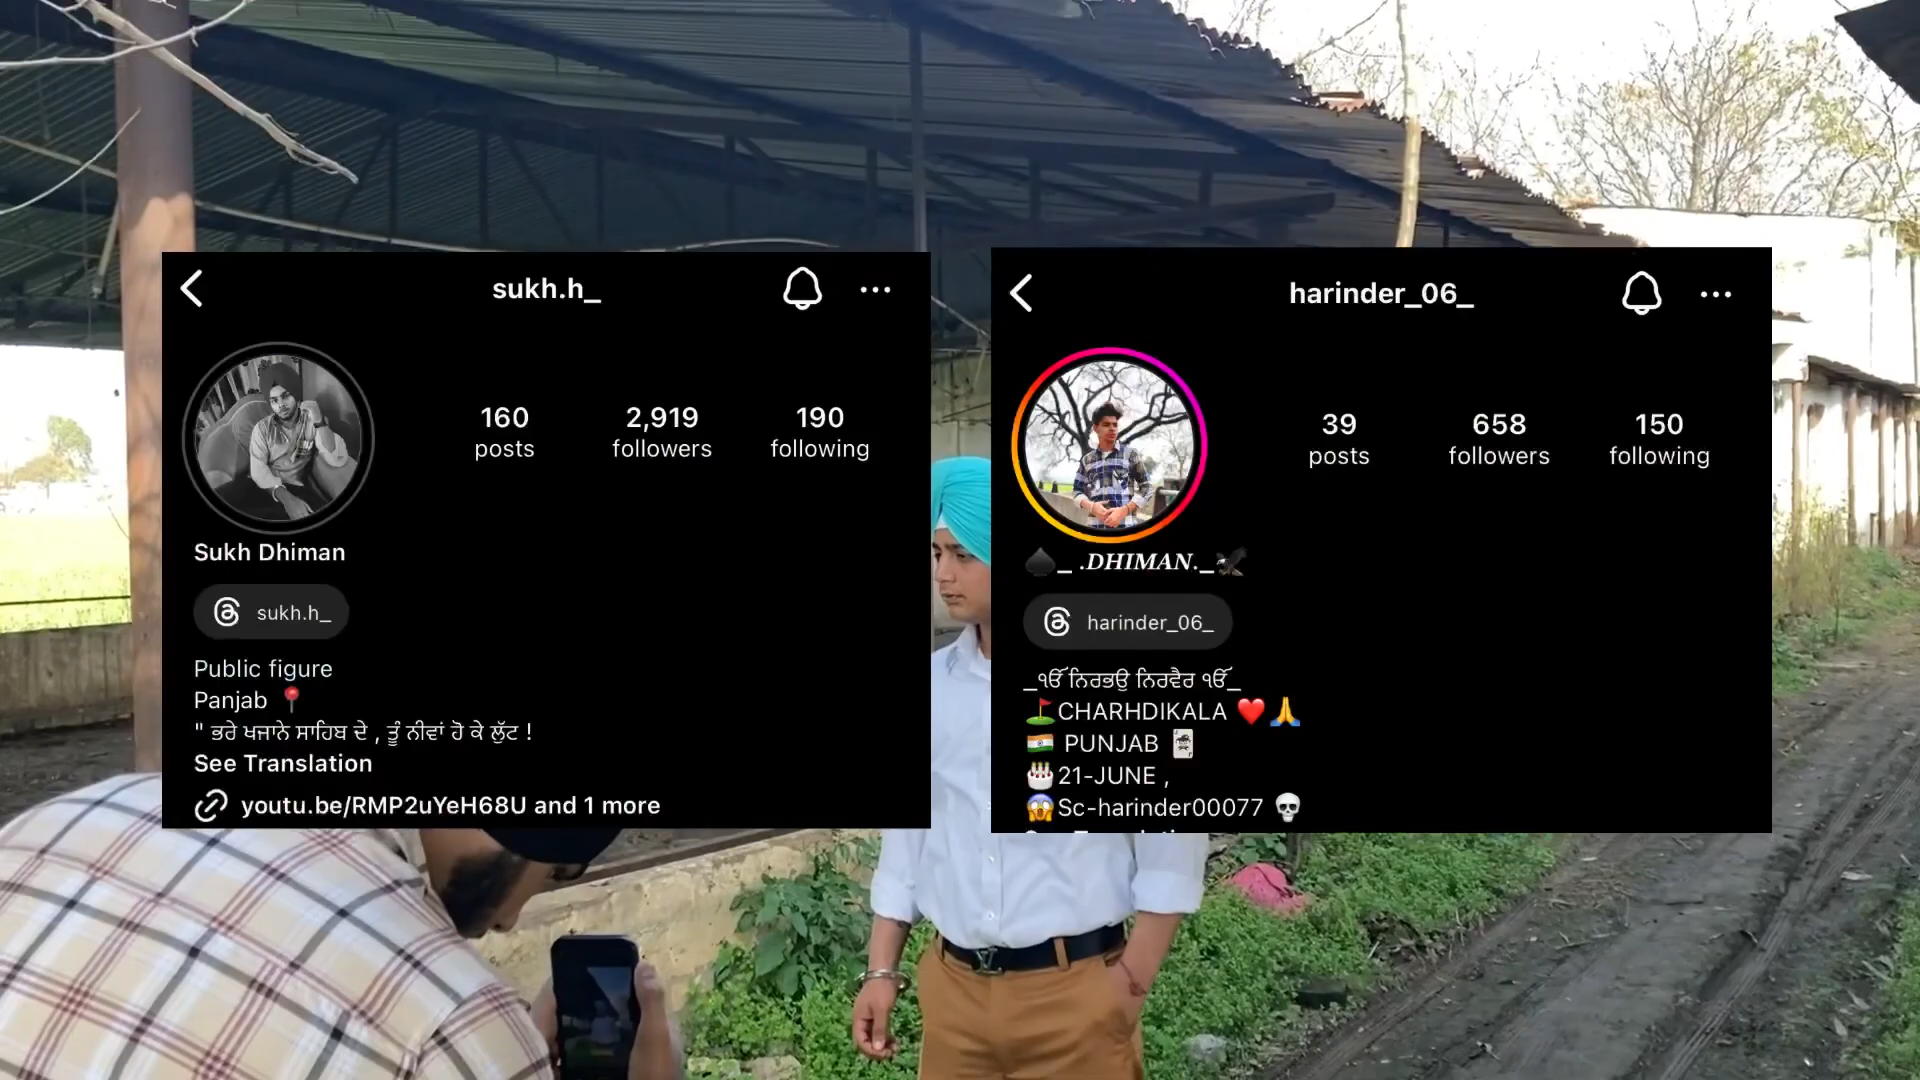 sukh.h_
160 2,919 190
posts followers following
Sukh Dhiman
sukh.h_
Public figure
Panjab 📍
" ਭਰੇ ਖਜਾਨੇ ਸਾਹਿਬ ਦੇ , ਤੂੰ ਨੀਵਾਂ ਹੋ ਕੇ ਲੁੱਟ !
See Translation
youtu.be/RMP2uYeH68U and 1 more
harinder_06_
39 658 150
posts followers following
♠️_ .𝑫𝑯𝑰𝑴𝑨𝑵._🦅
harinder_06_
_ੴ ਨਿਰਭਉ ਨਿਰਵੈਰ ੴ_
⛳CHARHDIKALA ❤️🙏
🇮🇳 PUNJAB 🃏
🎂21-JUNE ,
😱Sc-harinder00077 💀